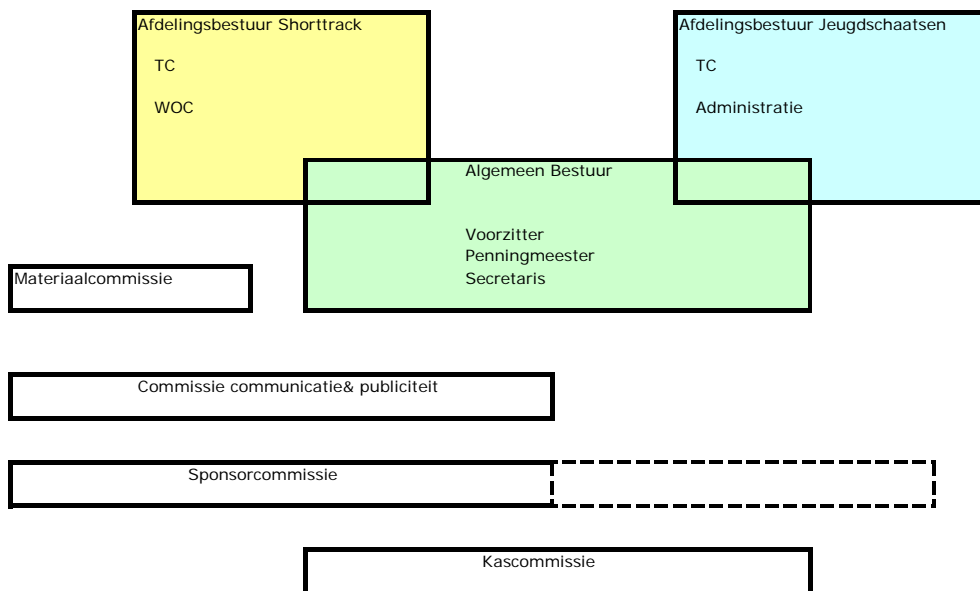 Afdelingsbestuur Shorttrack
TC
WOC
Afdelingsbestuur Jeugdschaatsen
TC
Administratie
Algemeen Bestuur
Voorzitter
Penningmeester
Secretaris
Materiaalcommissie
Commissie communicatie& publiciteit
Sponsorcommissie
Kascommissie